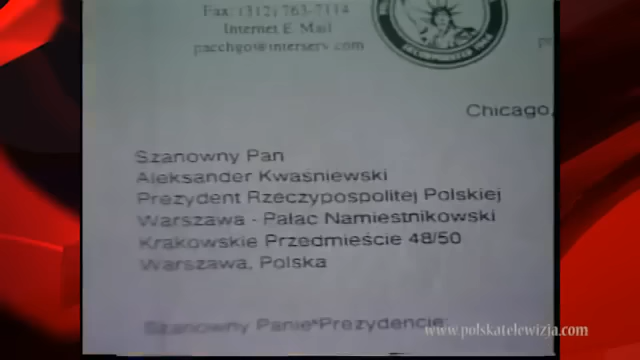 Fax: (312) 763-7114
Internet E Mail
pacchgo@interserv.com
Chicago,
Szanowny Pan
Aleksander Kwaśniewski
Prezydent Rzeczypospolitej Polskiej
Warszawa - Pałac Namiestnikowski
Krakowskie Przedmieście 48/50
Warszawa, Polska
Szanowny Panie Prezydencie:
www.polskatelewizja.com